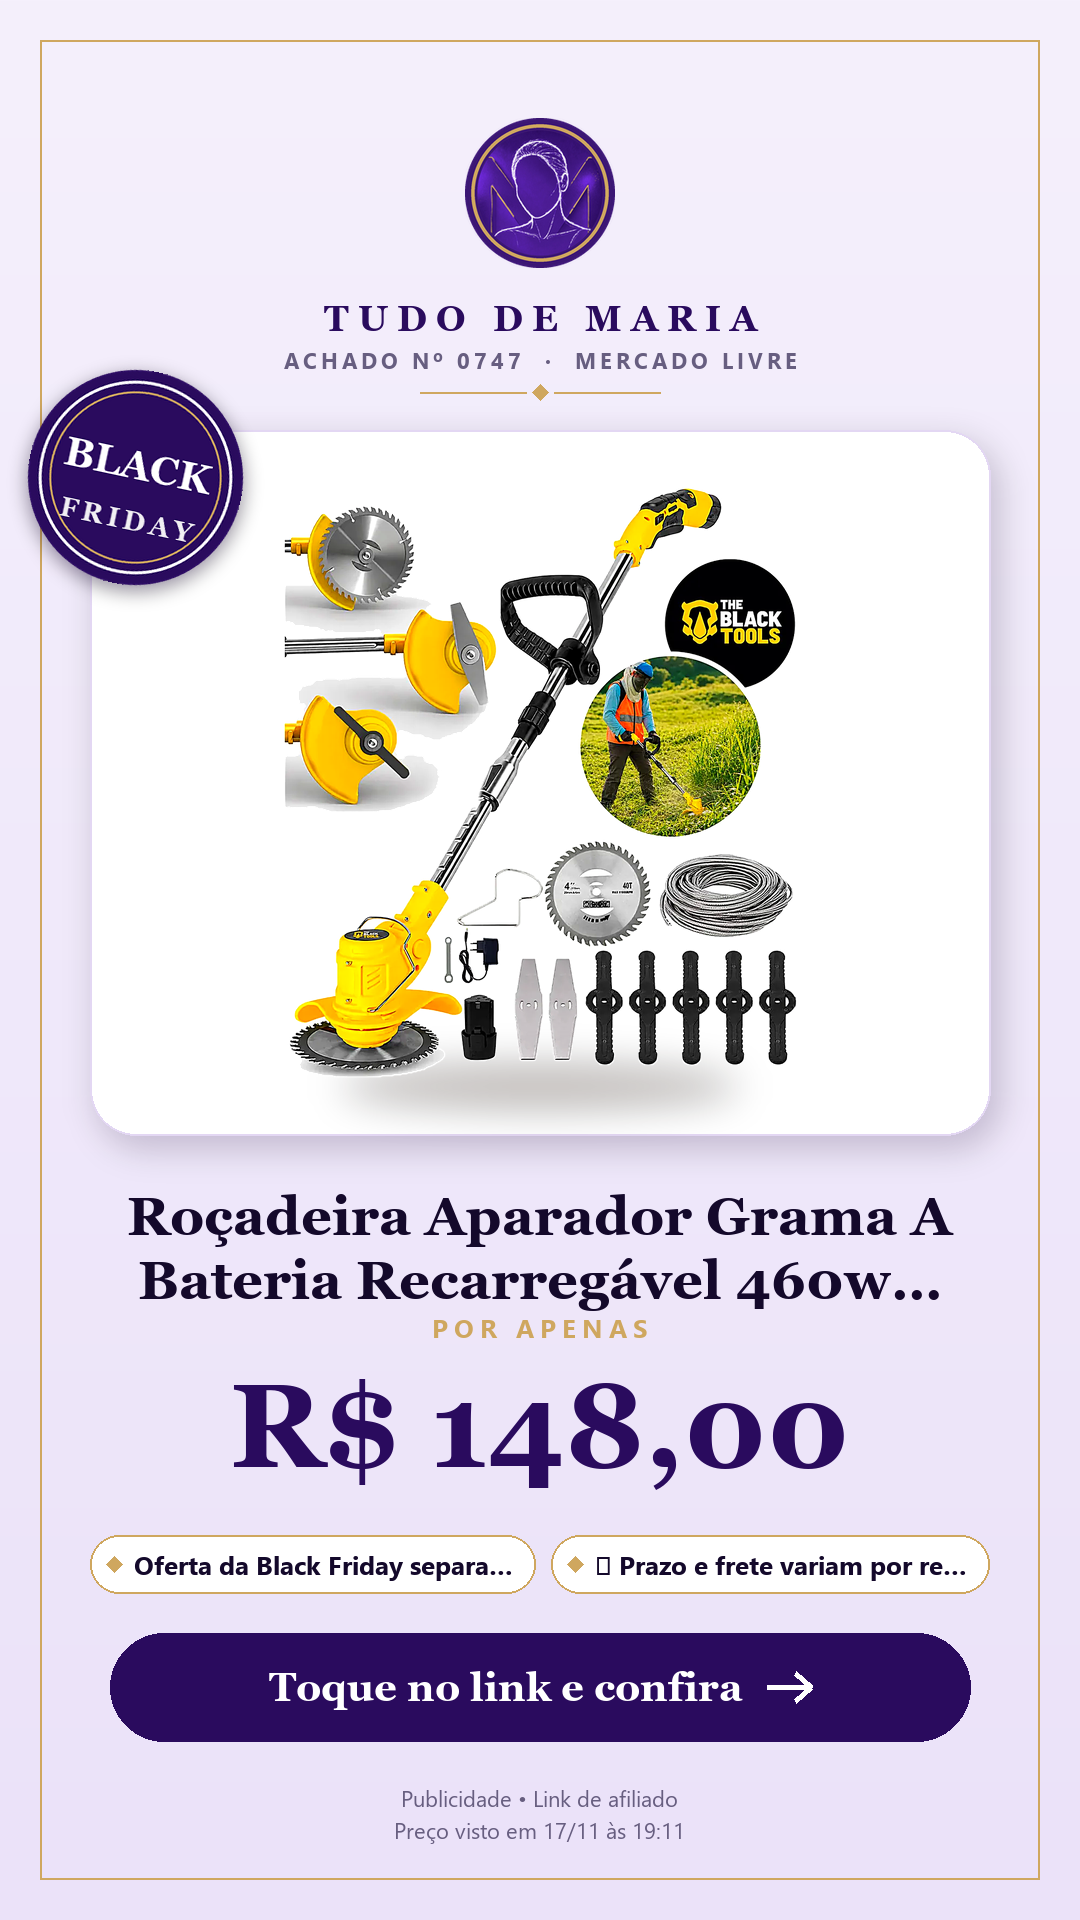 TUDO DE MARIA
ACHADO Nº 0747 · MERCADO LIVRE
BLACK
FRIDAY
THE
BLACK
TOOLS
4"
40T
Roçadeira Aparador Grama A
Bateria Recarregável 460w...
POR APENAS
R$ 148,00
Oferta da Black Friday separa...
Prazo e frete variam por re...
Toque no link e confira →
Publicidade • Link de afiliado
Preço visto em 17/11 às 19:11